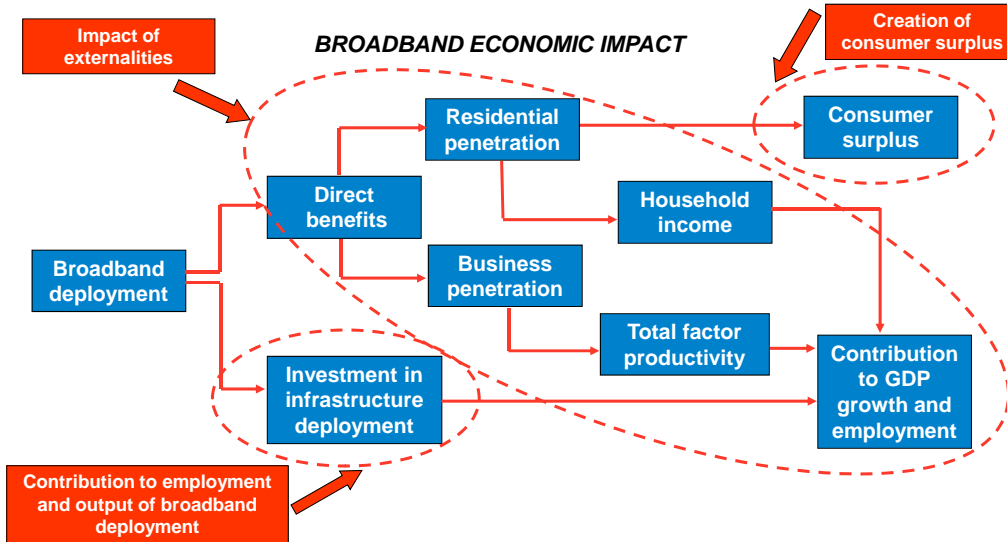 Impact of
externalities
BROADBAND ECONOMIC IMPACT
Creation of
consumer surplus
Residential
penetration
Consumer
surplus
Direct
benefits
Household
income
Broadband
deployment
Business
penetration
Total factor
productivity
Investment in
infrastructure
deployment
Contribution
to GDP
growth and
employment
Contribution to employment
and output of broadband
deployment